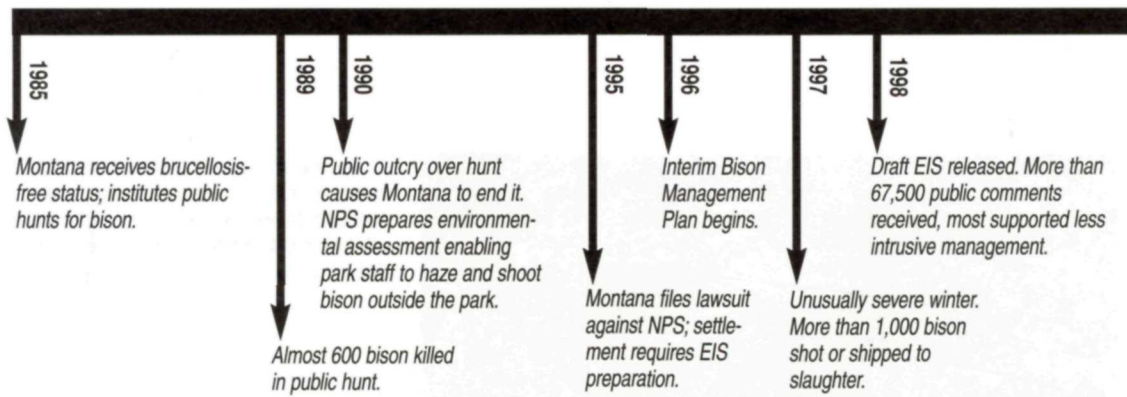 1985
Montana receives brucellosis-
free status; institutes public
hunts for bison.
1989
Almost 600 bison killed
in public hunt.
1990
Public outcry over hunt
causes Montana to end it.
NPS prepares environmen-
tal assessment enabling
park staff to haze and shoot
bison outside the park.
1995
Montana files lawsuit
against NPS; settle-
ment requires EIS
preparation.
1996
Interim Bison
Management
Plan begins.
1997
Unusually severe winter.
More than 1,000 bison
shot or shipped to
slaughter.
1998
Draft EIS released. More than
67,500 public comments
received, most supported less
intrusive management.